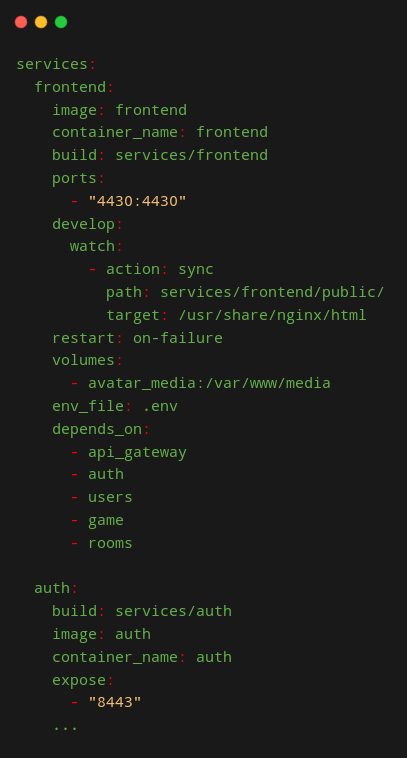 services:
  frontend:
    image: frontend
    container_name: frontend
    build: services/frontend
    ports:
      - "4430:4430"
    develop:
      watch:
        - action: sync
          path: services/frontend/public/
          target: /usr/share/nginx/html
    restart: on-failure
    volumes:
      - avatar_media:/var/www/media
    env_file: .env
    depends_on:
      - api_gateway
      - auth
      - users
      - game
      - rooms

  auth:
    build: services/auth
    image: auth
    container_name: auth
    expose:
      - "8443"
    ...